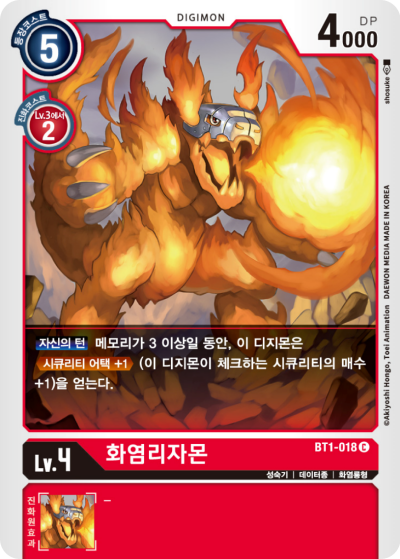 DIGIMON
등장코스트
5
DP
4000
진화코스트
Lv.3에서
2
shosuke
©Akiyoshi Hongo, Toei Animation DAEWON MEDIA MADE IN KOREA
자신의 턴 메모리가 3 이상일 동안, 이 디지몬은
시큐리티 어택 +1 (이 디지몬이 체크하는 시큐리티의 매수
+1)을 얻는다.
BT1-018 C
Lv.4 화염리자몬
성숙기 | 데이터종 | 화염룡형
진화원효과
–